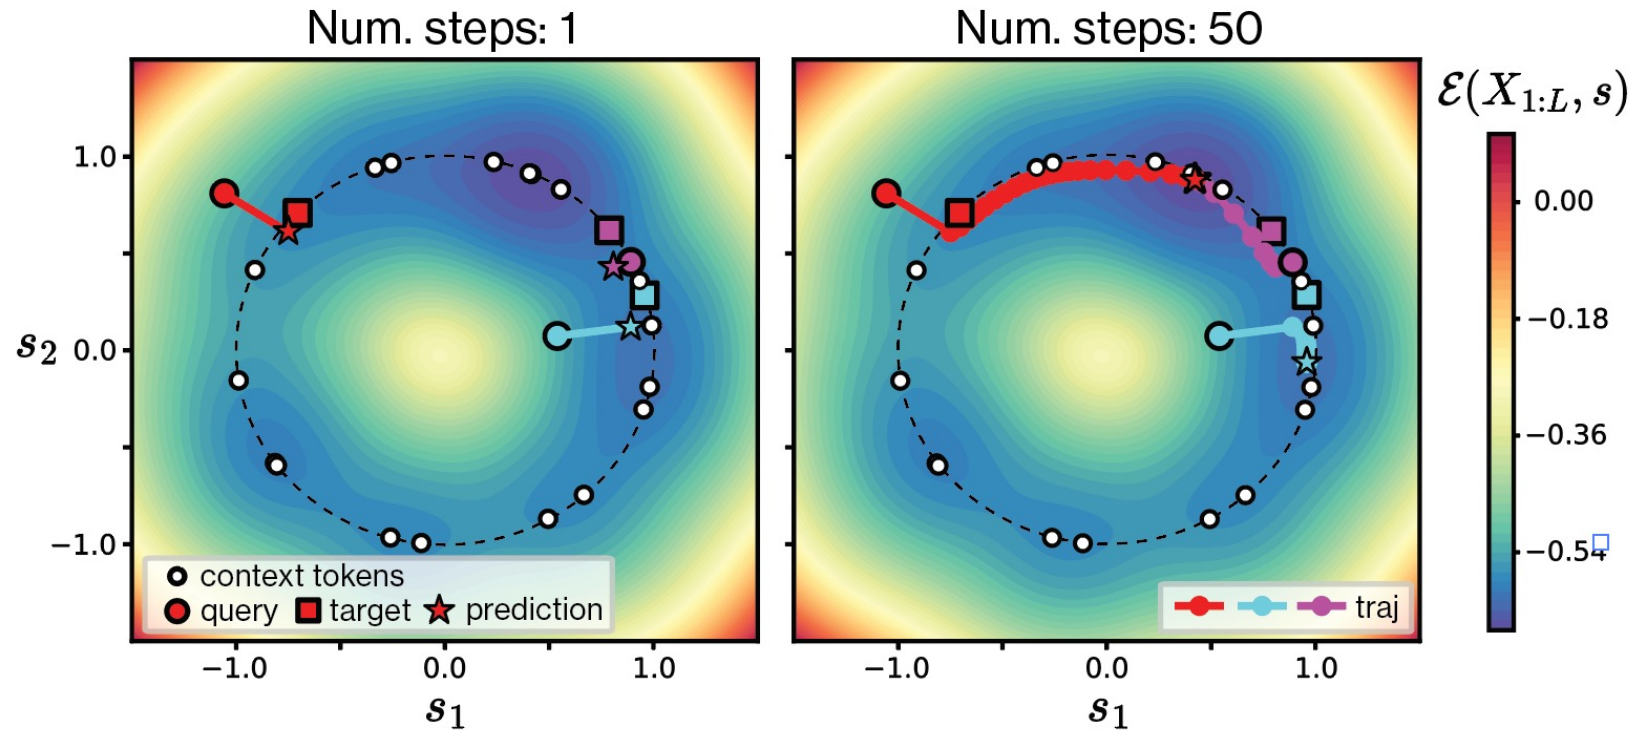 Num. steps: 1
Num. steps: 50
ℰ(X₁:L, s)
1.0
0.0
−1.0
s₂
context tokens
query target prediction
traj
−1.0 0.0 1.0
−1.0 0.0 1.0
s₁
s₁
0.00
−0.18
−0.36
−0.54